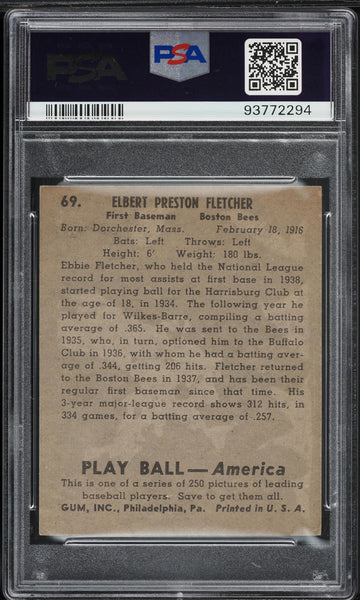 PSA
PSA
93772294
69. ELBERT PRESTON FLETCHER
First Baseman Boston Bees
Born: Dorchester, Mass. February 18, 1916
Bats: Left Throws: Left
Height: 6' Weight: 180 lbs.
Ebbie Fletcher, who held the National League
record for most assists at first base in 1938,
started playing ball for the Harrisburg Club at
the age of 18, in 1934. The following year he
played for Wilkes-Barre, compiling a batting
average of .365. He was sent to the Bees in
1935, who, in turn, optioned him to the Buffalo
Club in 1936, with whom he had a batting aver-
age of .344, getting 206 hits. Fletcher returned
to the Boston Bees in 1937, and has been their
regular first baseman since that time. His
3-year major-league record shows 312 hits, in
334 games, for a batting average of .257.
PLAY BALL — America
This is one of a series of 250 pictures of leading
baseball players. Save to get them all.
GUM, INC., Philadelphia, Pa. Printed in U. S. A.